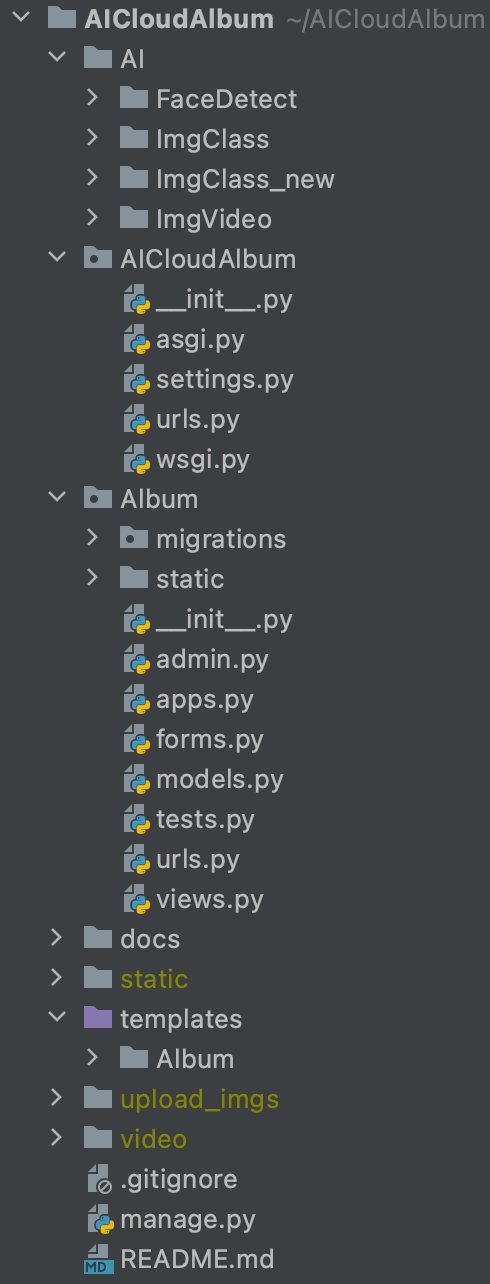 AICloudAlbum ~/AICloudAlbum
AI
FaceDetect
ImgClass
ImgClass_new
ImgVideo
AICloudAlbum
__init__.py
asgi.py
settings.py
urls.py
wsgi.py
Album
migrations
static
__init__.py
admin.py
apps.py
forms.py
models.py
tests.py
urls.py
views.py
docs
static
templates
Album
upload_imgs
video
.gitignore
manage.py
MD README.md